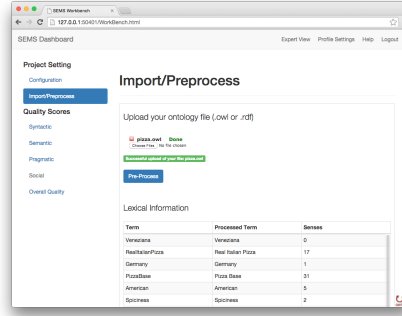 SEMS Workbench
127.0.0.1:50401/WorkBench.html
SEMS Dashboard
Expert View Profile Settings Help Logout
Project Setting
Configuration
Import/Preprocess
Quality Scores
Syntactic
Semantic
Pragmatic
Social
Overall Quality
Import/Preprocess
Upload your ontology file (.owl or .rdf)
pizza.owl Done
Choose Files No file chosen
Successful upload of your file: pizza.owl
Pre-Process
Lexical Information
Term Processed Term Senses
Veneziana Veneziana 0
RealItalianPizza Real Italian Pizza 17
Germany Germany 1
PizzaBase Pizza Base 31
American American 5
Spiciness Spiciness 2